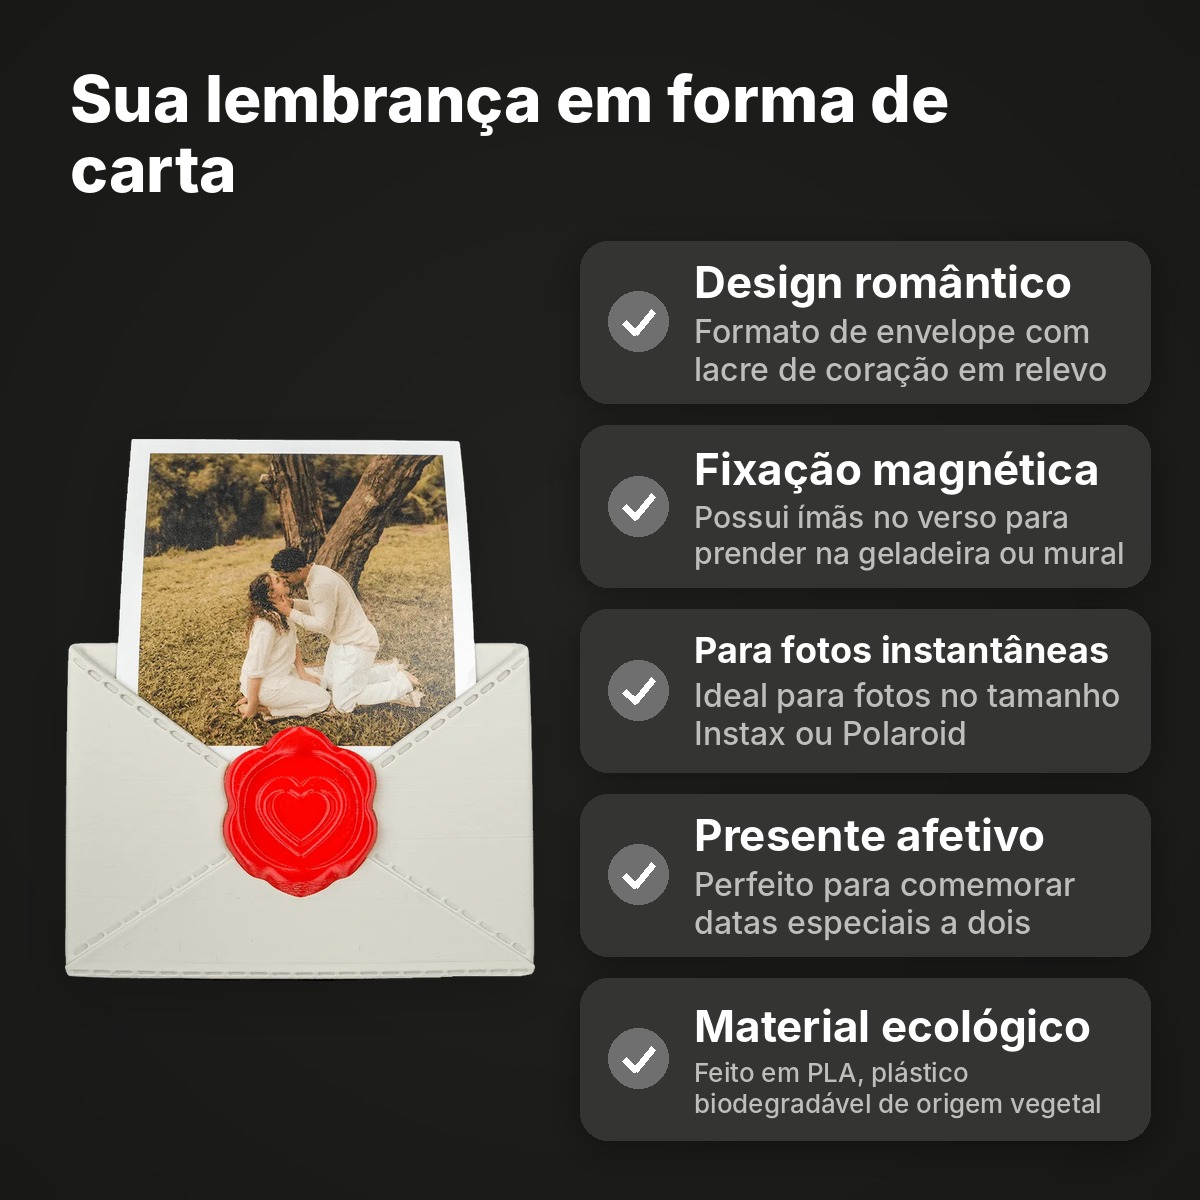 Sua lembrança em forma de
carta
Design romântico
Formato de envelope com
lacre de coração em relevo
Fixação magnética
Possui ímãs no verso para
prender na geladeira ou mural
Para fotos instantâneas
Ideal para fotos no tamanho
Instax ou Polaroid
Presente afetivo
Perfeito para comemorar
datas especiais a dois
Material ecológico
Feito em PLA, plástico
biodegradável de origem vegetal